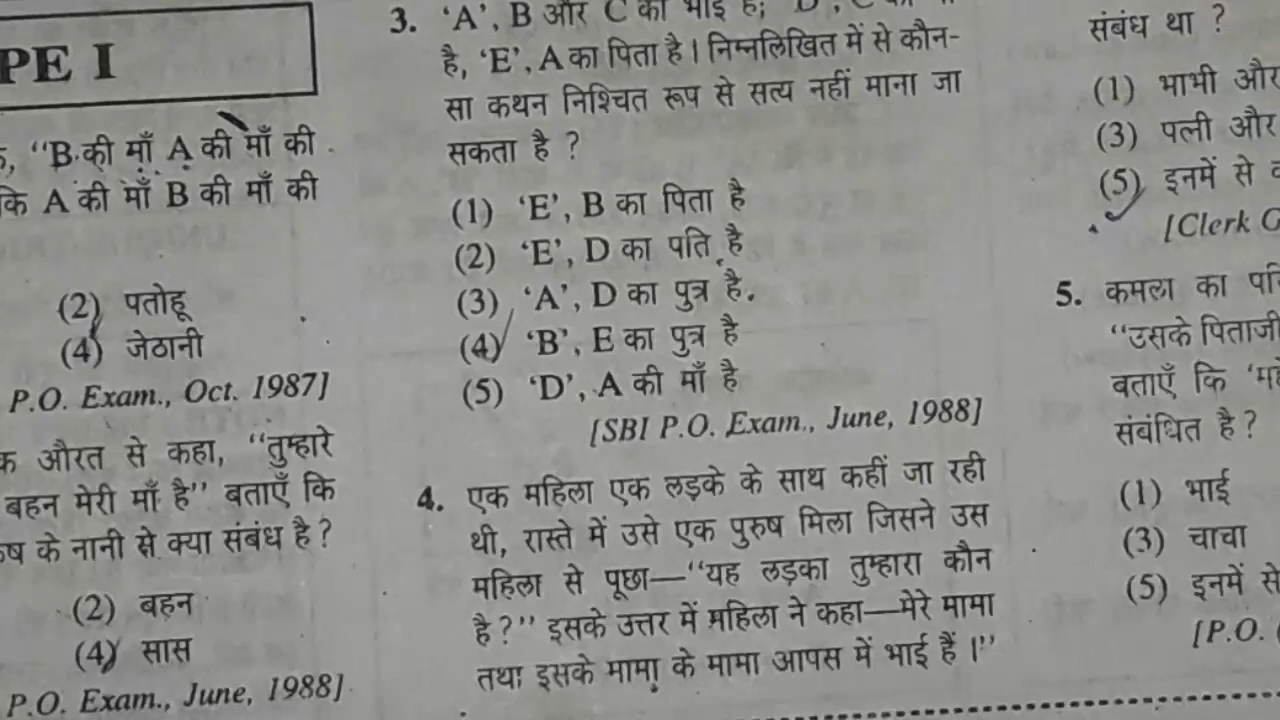 PE I
“B की माँ A की माँ की
कि A की माँ B की माँ की
(2) पतोहू
(4) जेठानी
P.O. Exam., Oct. 1987]
औरत से कहा, “तुम्हारे
बहन मेरी माँ है” बताएँ कि
के नानी से क्या संबंध है ?
(2) बहन
(4) सास
P.O. Exam., June, 1988]
3. ‘A’, B और C का भाई है;
है, ‘E’, A का पिता है । निम्नलिखित में से कौन-
सा कथन निश्चित रूप से सत्य नहीं माना जा
सकता है ?
(1) ‘E’, B का पिता है
(2) ‘E’, D का पति है
(3) ‘A’, D का पुत्र है.
(4) ‘B’, E का पुत्र है
(5) ‘D’, A की माँ है
[SBI P.O. Exam., June, 1988]
4. एक महिला एक लड़के के साथ कहीं जा रही
थी, रास्ते में उसे एक पुरुष मिला जिसने उस
महिला से पूछा—“यह लड़का तुम्हारा कौन
है ?” इसके उत्तर में महिला ने कहा—मेरे मामा
तथा इसके मामा के मामा आपस में भाई हैं ।”
संबंध था ?
(1) भाभी और
(3) पत्नी और
(5) इनमें से
[Clerk
5. कमला का
“उसके पिताजी
बताएँ कि
संबंधित है ?
(1) भाई
(3) चाचा
(5) इनमें से
[P.O.